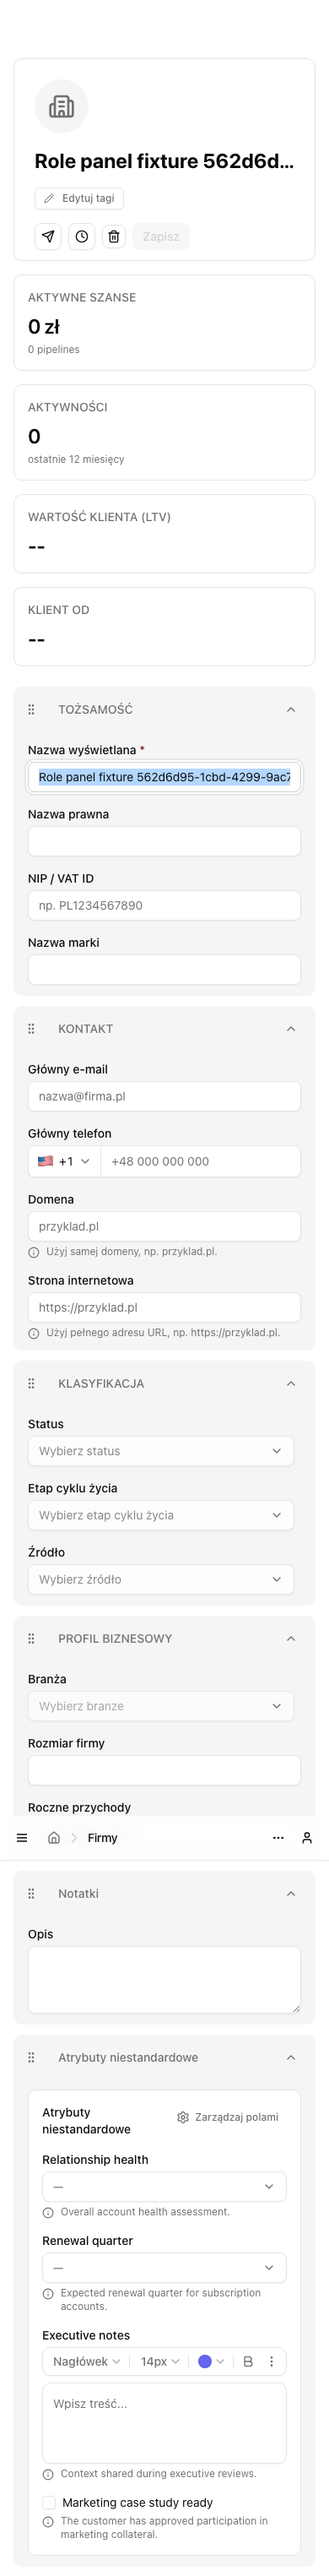 Role panel fixture 562d6d...
Edytuj tagi
Zapisz
AKTYWNE SZANSE
0 zł
0 pipelines
AKTYWNOŚCI
0
ostatnie 12 miesięcy
WARTOŚĆ KLIENTA (LTV)
--
KLIENT OD
--
TOŻSAMOŚĆ
Nazwa wyświetlana *
Role panel fixture 562d6d95-1cbd-4299-9ac7
Nazwa prawna
NIP / VAT ID
np. PL1234567890
Nazwa marki
KONTAKT
Główny e-mail
nazwa@firma.pl
Główny telefon
+1 +48 000 000 000
Domena
przyklad.pl
Użyj samej domeny, np. przyklad.pl.
Strona internetowa
https://przyklad.pl
Użyj pełnego adresu URL, np. https://przyklad.pl.
KLASYFIKACJA
Status
Wybierz status
Etap cyklu życia
Wybierz etap cyklu życia
Źródło
Wybierz źródło
PROFIL BIZNESOWY
Branża
Wybierz branze
Rozmiar firmy
Roczne przychody
Firmy
Notatki
Opis
Atrybuty niestandardowe
Atrybuty
niestandardowe
Zarządzaj polami
Relationship health
—
Overall account health assessment.
Renewal quarter
—
Expected renewal quarter for subscription
accounts.
Executive notes
Nagłówek 14px B
Wpisz treść...
Context shared during executive reviews.
Marketing case study ready
The customer has approved participation in
marketing collateral.